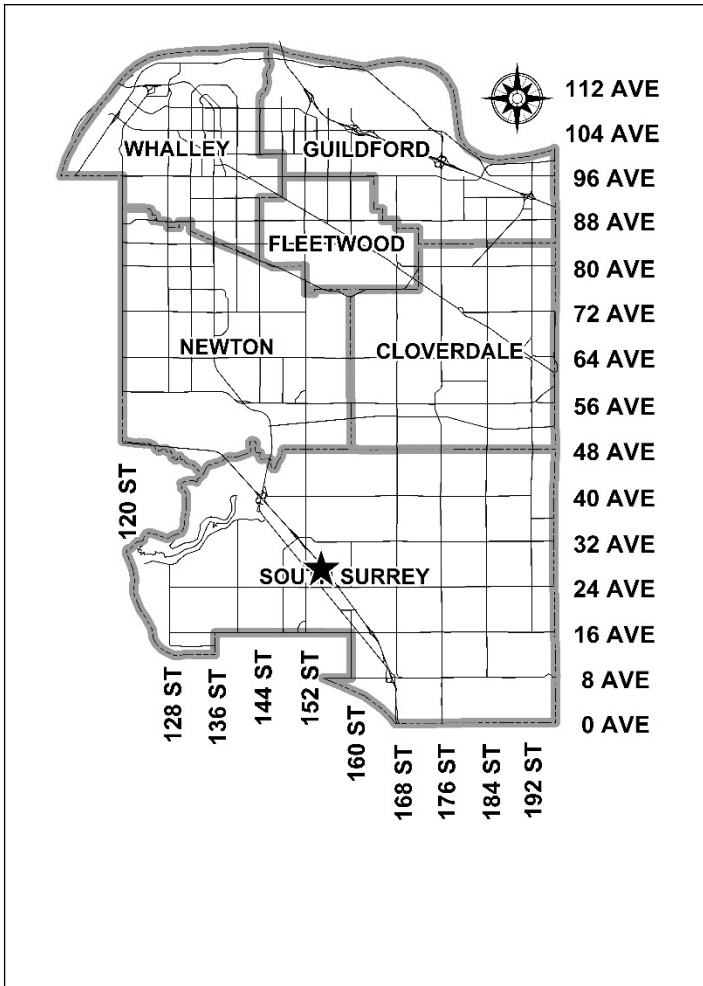 112 AVE
104 AVE
WHALLEY
GUILDFORD
96 AVE
88 AVE
FLEETWOOD
80 AVE
72 AVE
NEWTON
CLOVERDALE
64 AVE
56 AVE
48 AVE
120 ST
40 AVE
32 AVE
SOU SURREY
24 AVE
16 AVE
8 AVE
0 AVE
128 ST
136 ST
144 ST
152 ST
160 ST
168 ST
176 ST
184 ST
192 ST